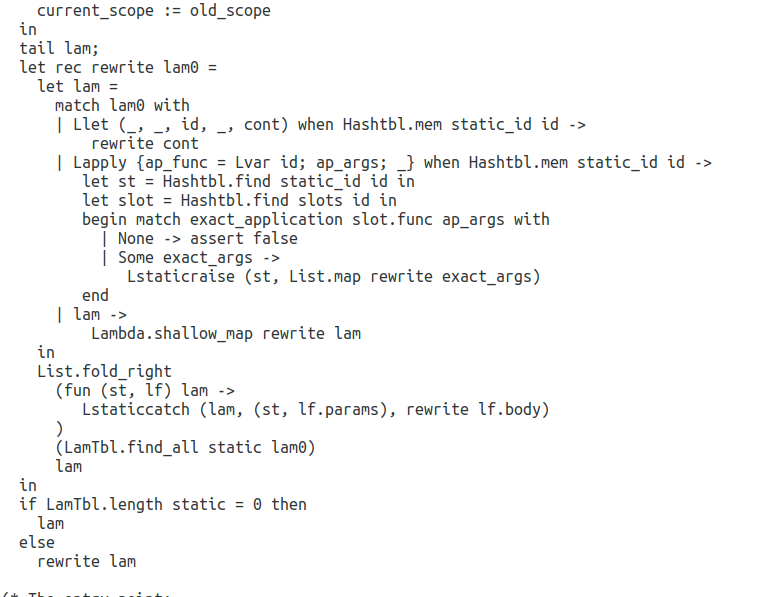 current_scope := old_scope
  in
  tail lam;
  let rec rewrite lam0 =
    let lam =
      match lam0 with
      | Llet (_, _, id, _, cont) when Hashtbl.mem static_id id ->
          rewrite cont
      | Lapply {ap_func = Lvar id; ap_args; _} when Hashtbl.mem static_id id ->
         let st = Hashtbl.find static_id id in
         let slot = Hashtbl.find slots id in
         begin match exact_application slot.func ap_args with
           | None -> assert false
           | Some exact_args ->
              Lstaticraise (st, List.map rewrite exact_args)
         end
      | lam ->
          Lambda.shallow_map rewrite lam
    in
    List.fold_right
      (fun (st, lf) lam ->
         Lstaticcatch (lam, (st, lf.params), rewrite lf.body)
      )
      (LamTbl.find_all static lam0)
      lam
  in
  if LamTbl.length static = 0 then
    lam
  else
    rewrite lam